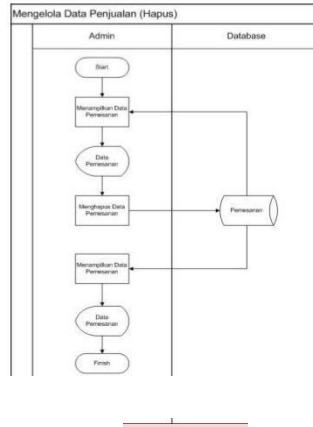 Mengelola Data Penjualan (Hapus)
Admin
Database
Start
Menampilkan Data
Pemesanan
Data
Pemesanan
Menghapus Data
Pemesanan
Pemesanan
Menampilkan Data
Pemesanan
Data
Pemesanan
Finish